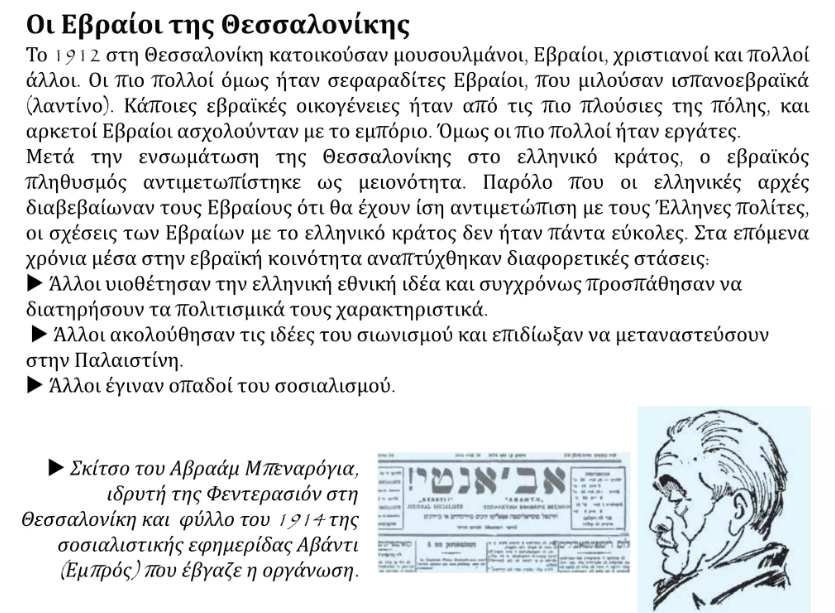 Οι Εβραίοι της Θεσσαλονίκης
Το 1912 στη Θεσσαλονίκη κατοικούσαν μουσουλμάνοι, Εβραίοι, χριστιανοί και πολλοί
άλλοι. Οι πιο πολλοί όμως ήταν σεφαραδίτες Εβραίοι, που μιλούσαν ισπανοεβραϊκά
(λαντίνο). Κάποιες εβραϊκές οικογένειες ήταν από τις πιο πλούσιες της πόλης, και
αρκετοί Εβραίοι ασχολούνταν με το εμπόριο. Όμως οι πιο πολλοί ήταν εργάτες.
Μετά την ενσωμάτωση της Θεσσαλονίκης στο ελληνικό κράτος, ο εβραϊκός
πληθυσμός αντιμετωπίστηκε ως μειονότητα. Παρόλο που οι ελληνικές αρχές
διαβεβαίωναν τους Εβραίους ότι θα έχουν ίση αντιμετώπιση με τους Έλληνες πολίτες,
οι σχέσεις των Εβραίων με το ελληνικό κράτος δεν ήταν πάντα εύκολες. Στα επόμενα
χρόνια μέσα στην εβραϊκή κοινότητα αναπτύχθηκαν διαφορετικές στάσεις:
▶ Άλλοι υιοθέτησαν την ελληνική εθνική ιδέα και συγχρόνως προσπάθησαν να
διατηρήσουν τα πολιτισμικά τους χαρακτηριστικά.
▶ Άλλοι ακολούθησαν τις ιδέες του σιωνισμού και επιδίωξαν να μεταναστεύσουν
στην Παλαιστίνη.
▶ Άλλοι έγιναν οπαδοί του σοσιαλισμού.
▶ Σκίτσο του Αβραάμ Μπεναρόγια,
ιδρυτή της Φεντερασιόν στη
Θεσσαλονίκη και φύλλο του 1914 της
σοσιαλιστικής εφημερίδας Αβάντι
(Εμπρός) που έβγαζε η οργάνωση.
אב'אנטי!